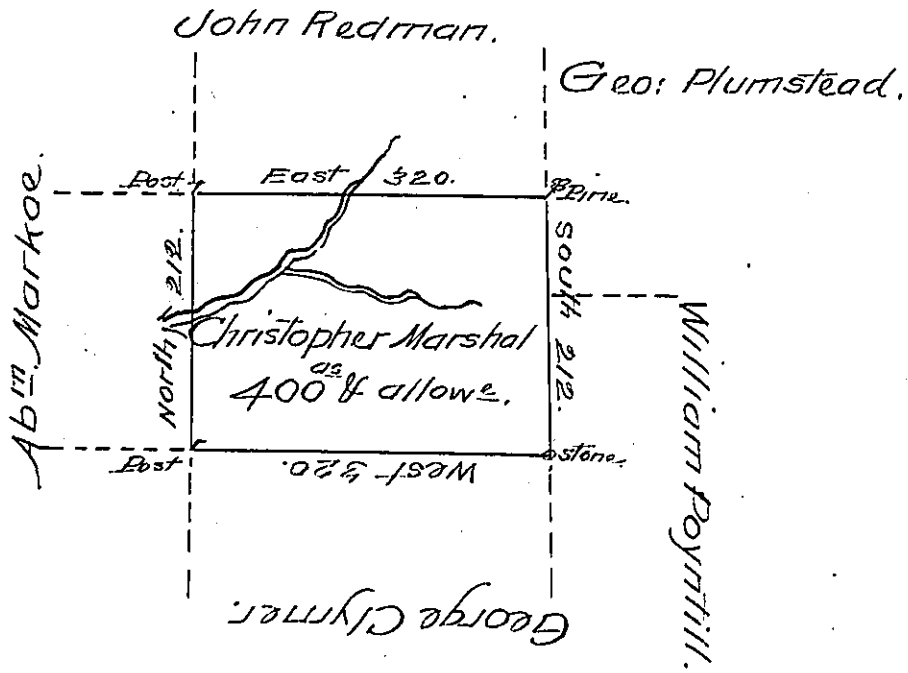 John Redman.
Geo: Plumstead.
Abm. Markoe.
Post
East 320.
Pine.
North 212.
South 212.
Christopher Marshal
400 as & allowe.
William Poyntill.
Post
West 320.
stone.
George Clymer.